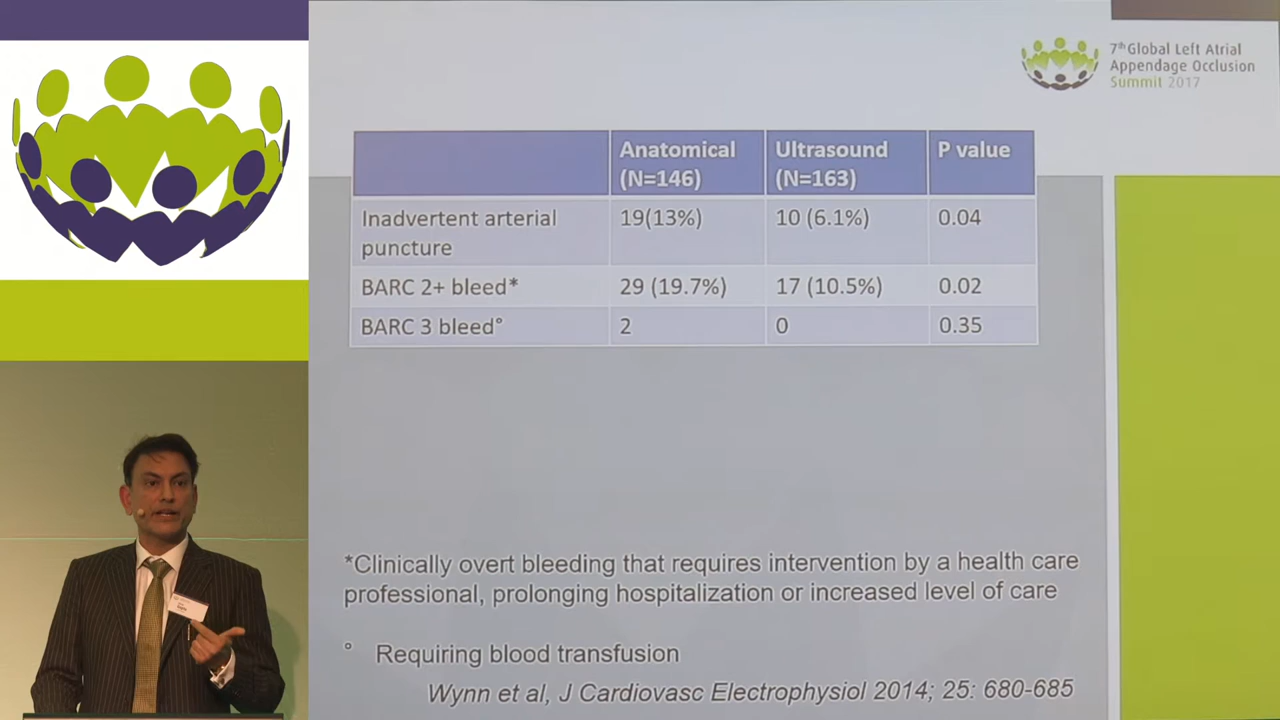 7th Global Left Atrial
Appendage Occlusion
Summit 2017
Anatomical (N=146) Ultrasound (N=163) P value
Inadvertent arterial puncture 19(13%) 10 (6.1%) 0.04
BARC 2+ bleed* 29 (19.7%) 17 (10.5%) 0.02
BARC 3 bleed° 2 0 0.35
*Clinically overt bleeding that requires intervention by a health care
professional, prolonging hospitalization or increased level of care
° Requiring blood transfusion
Wynn et al, J Cardiovasc Electrophysiol 2014; 25: 680-685